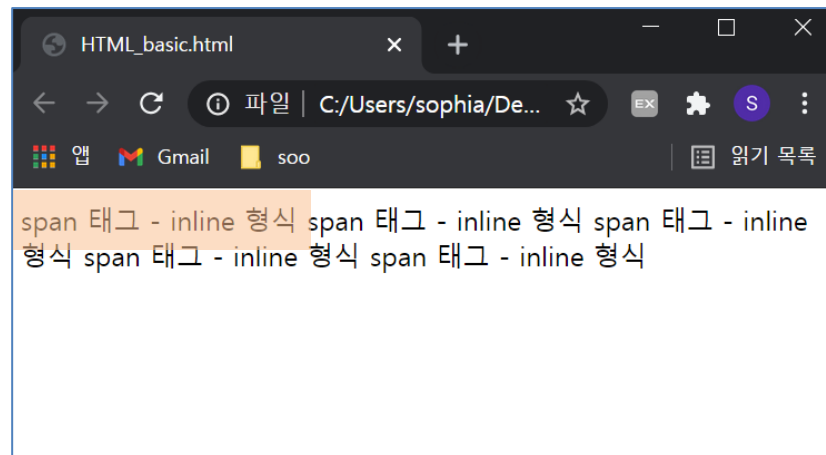 HTML_basic.html
파일 | C:/Users/sophia/De... EX S
앱 Gmail soo 읽기 목록
span 태그 - inline 형식 span 태그 - inline 형식 span 태그 - inline
형식 span 태그 - inline 형식 span 태그 - inline 형식